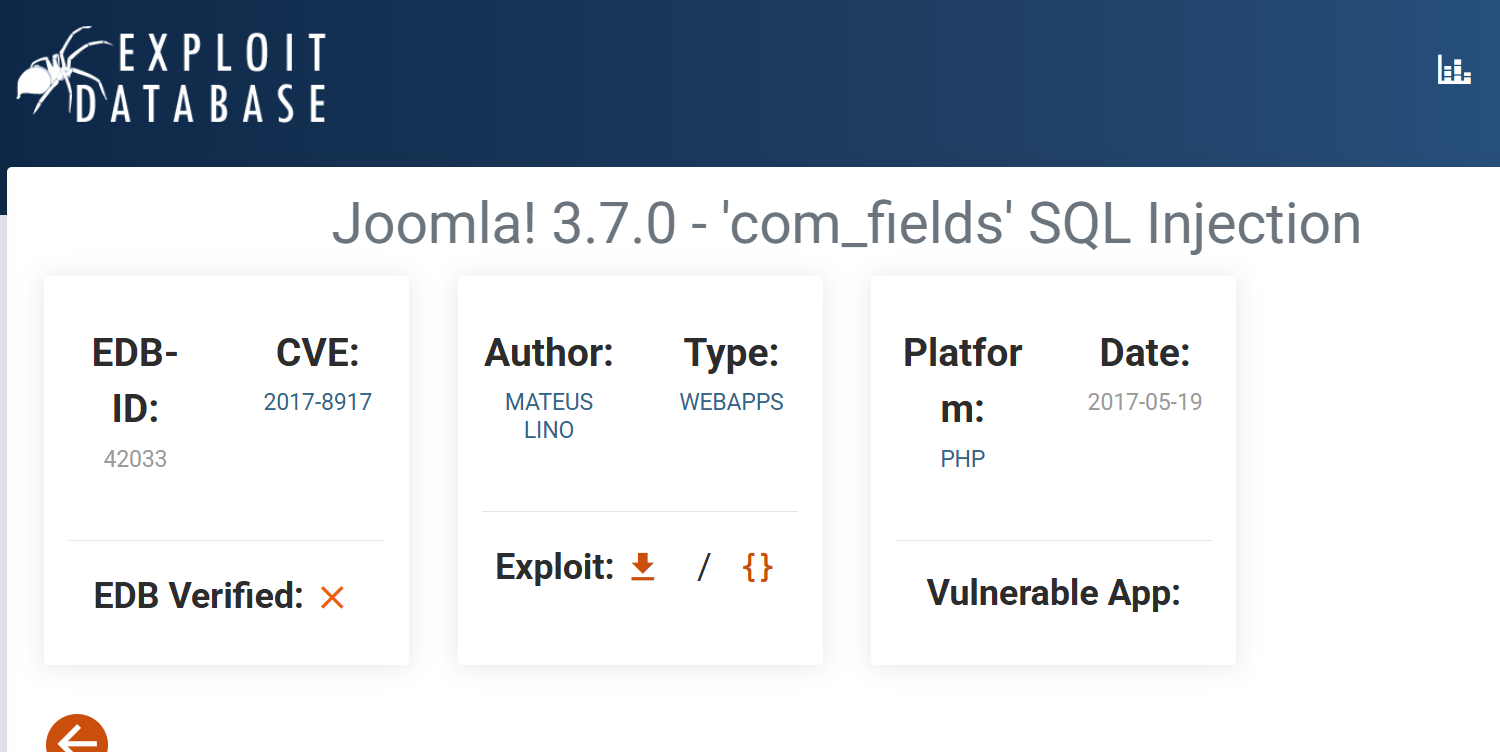 EXPLOIT
DATABASE
Joomla! 3.7.0 - 'com_fields' SQL Injection
EDB-
ID:
42033
CVE:
2017-8917
EDB Verified:
Author:
MATEUS
LINO
Type:
WEBAPPS
Exploit: / {}
Platfor
m:
PHP
Date:
2017-05-19
Vulnerable App: